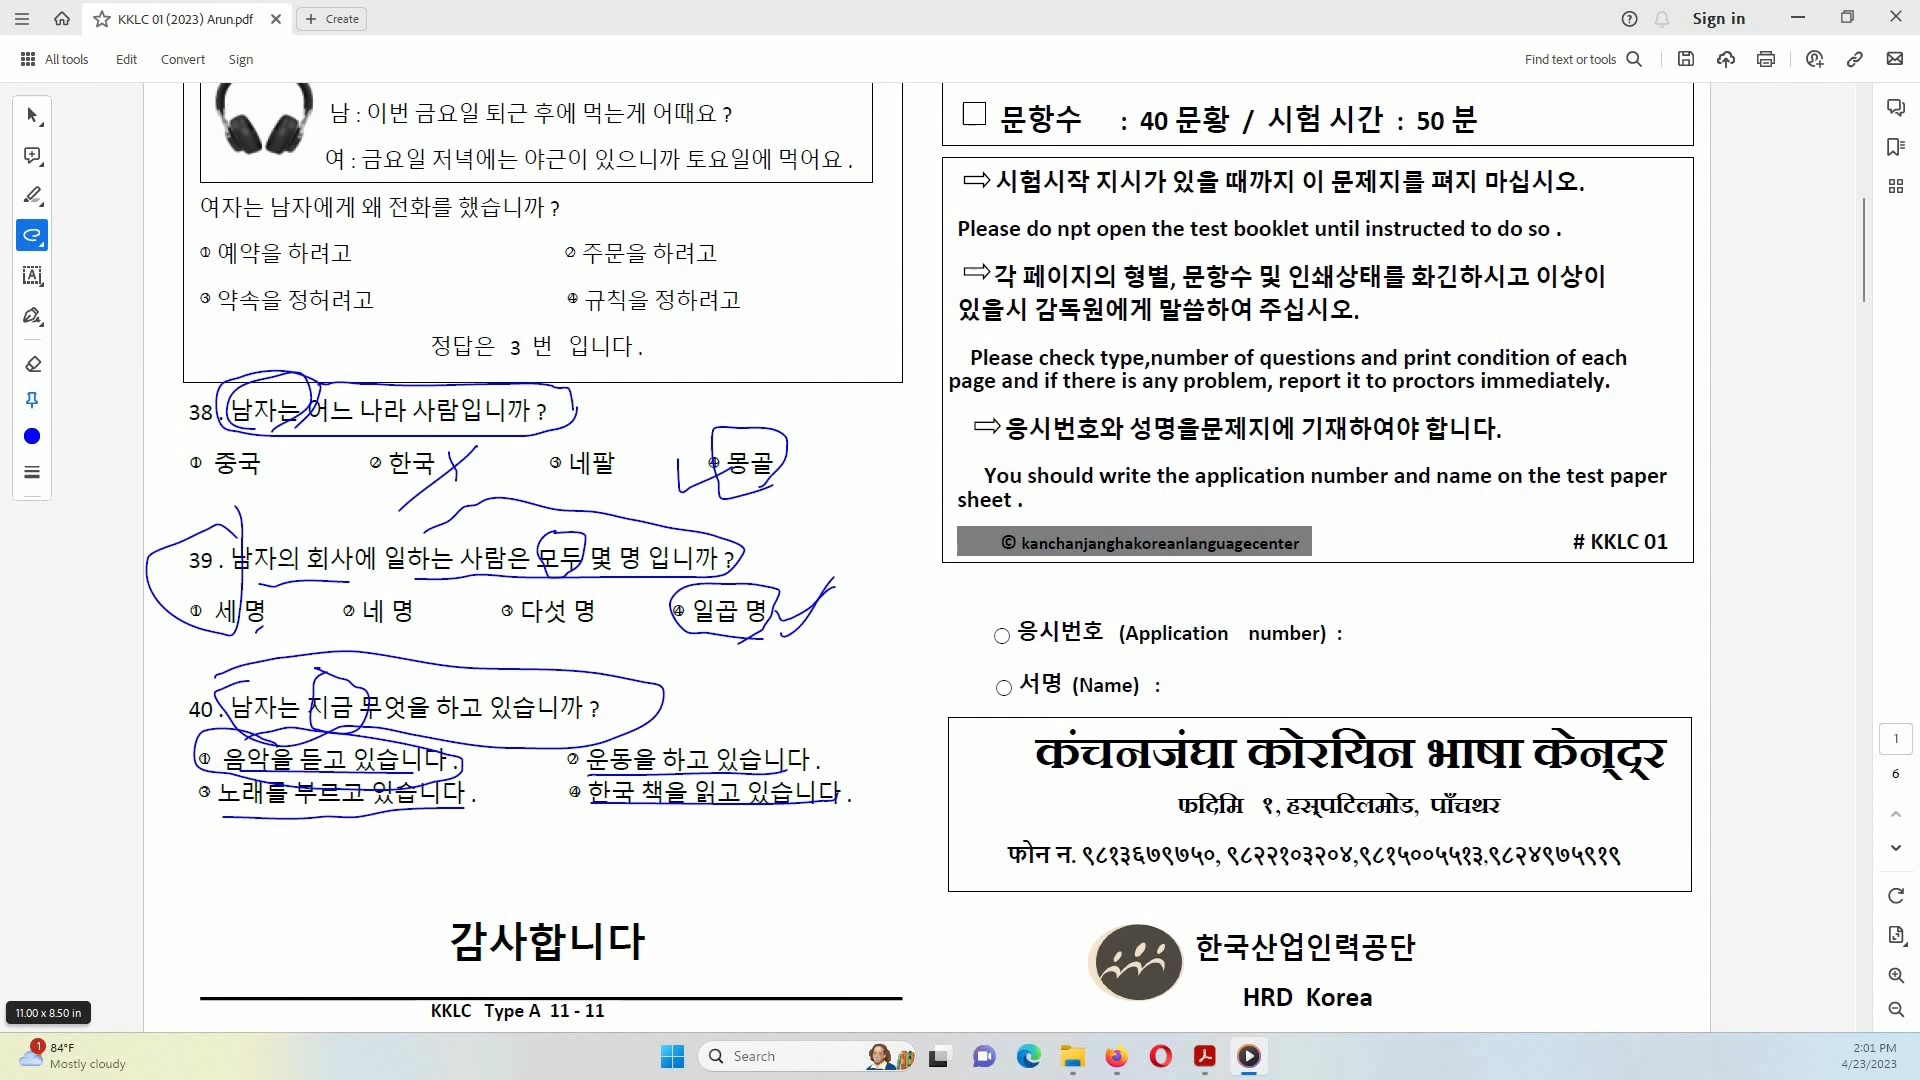 KKLC 01 (2023) Arun.pdf
Create
Sign in
All tools
Edit
Convert
Sign
Find text or tools
남 : 이번 금요일 퇴근 후에 먹는게 어때요 ?
여 : 금요일 저녁에는 야근이 있으니까 토요일에 먹어요 .
여자는 남자에게 왜 전화를 했습니까 ?
① 예약을 하려고
② 주문을 하려고
③ 약속을 정허려고
④ 규칙을 정하려고
정답은 3 번 입니다 .
38 . 남자는 어느 나라 사람입니까 ?
① 중국
② 한국
③ 네팔
④ 몽골
39 . 남자의 회사에 일하는 사람은 모두 몇 명 입니까 ?
① 세 명
② 네 명
③ 다섯 명
④ 일곱 명
40 . 남자는 지금 무엇을 하고 있습니까 ?
① 음악을 듣고 있습니다 .
② 운동을 하고 있습니다 .
③ 노래를 부르고 있습니다 .
④ 한국 책을 읽고 있습니다 .
감사합니다
KKLC Type A 11 - 11
문항수 : 40 문황 / 시험 시간 : 50 분
⇨ 시험시작 지시가 있을 때까지 이 문제지를 펴지 마십시오.
Please do npt open the test booklet until instructed to do so .
⇨ 각 페이지의 형별, 문항수 및 인쇄상태를 화긴하시고 이상이
있을시 감독원에게 말씀하여 주십시오.
Please check type,number of questions and print condition of each
page and if there is any problem, report it to proctors immediately.
⇨ 응시번호와 성명을문제지에 기재하여야 합니다.
You should write the application number and name on the test paper
sheet .
© kanchanjanghakoreanlanguagecenter
# KKLC 01
응시번호 (Application number) :
서명 (Name) :
कंचनजंघा कोरियन भाषा केन्द्र
फदिमि १, हस्पटिलमोड, पाँचथर
फोन न. ९८१३६७९७५०, ९८२२१०३२०४,९८१५००५५१३,९८२४९७५९१९
한국산업인력공단
HRD Korea
1
6
11.00 x 8.50 in
1
84°F
Mostly cloudy
Search
2:01 PM
4/23/2023